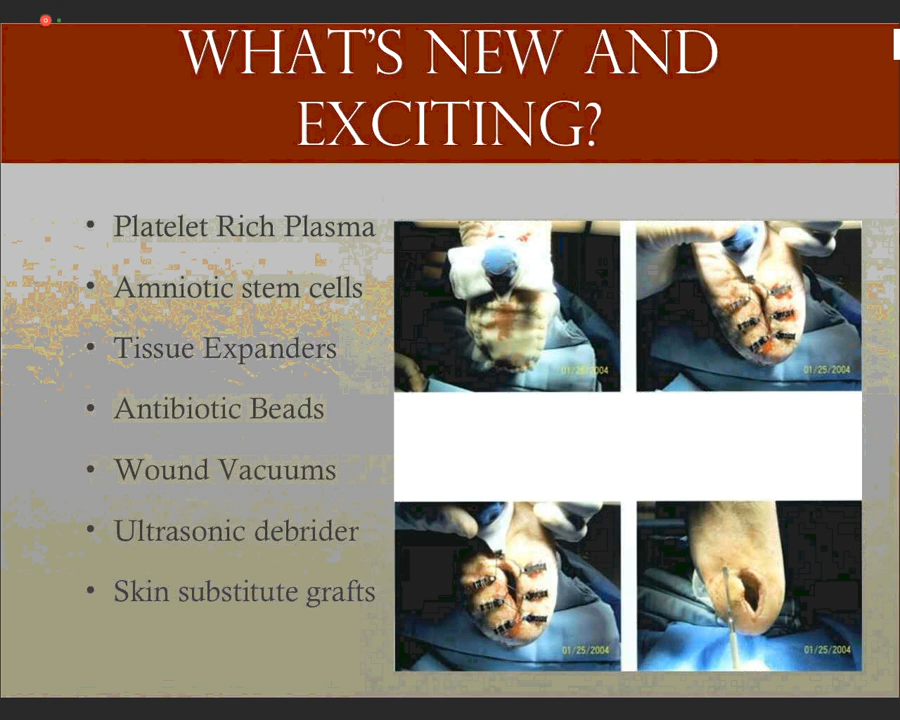 WHAT'S NEW AND
EXCITING?
• Platelet Rich Plasma
• Amniotic stem cells
• Tissue Expanders
• Antibiotic Beads
• Wound Vacuums
• Ultrasonic debrider
• Skin substitute grafts
01/25/2004
01/25/2004
01/25/2004
01/25/2004